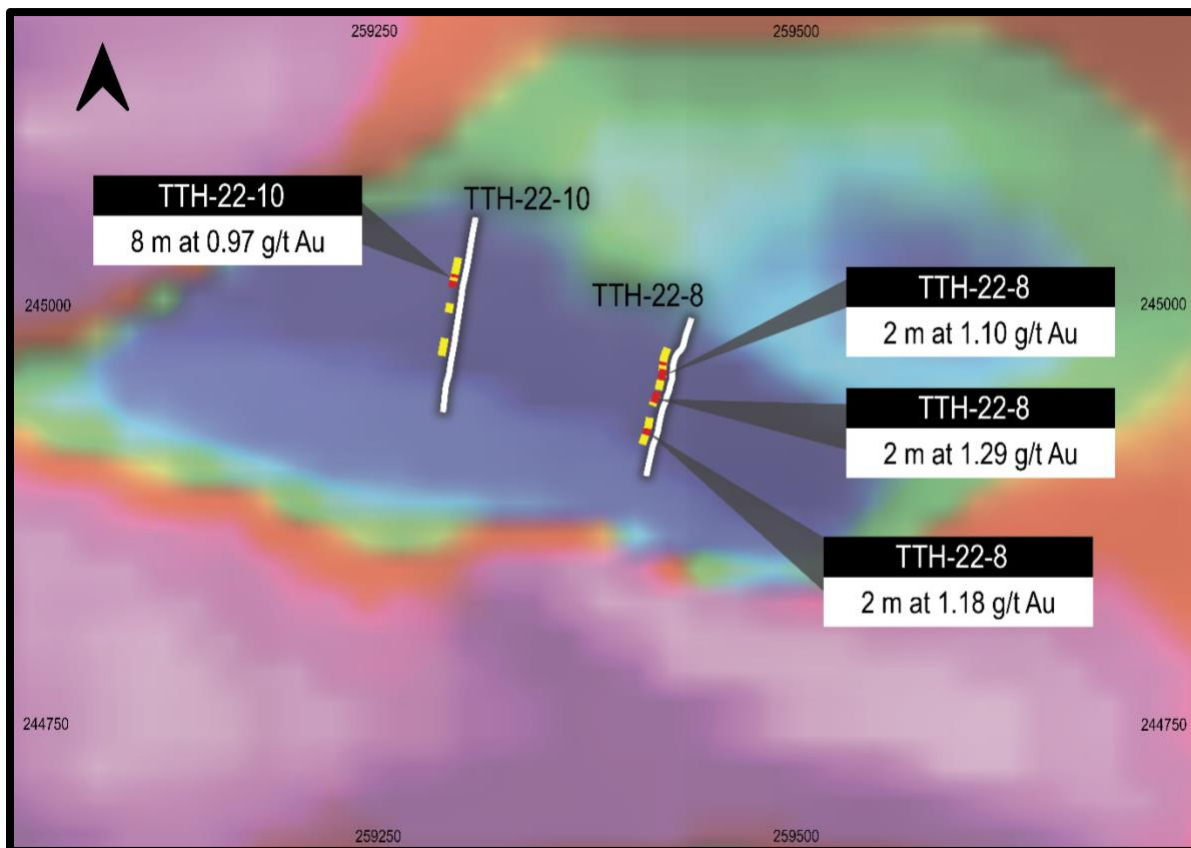 259250
259500
TTH-22-10
8 m at 0.97 g/t Au
TTH-22-10
TTH-22-8
245000
245000
TTH-22-8
2 m at 1.10 g/t Au
TTH-22-8
2 m at 1.29 g/t Au
TTH-22-8
2 m at 1.18 g/t Au
244750
244750
259250
259500